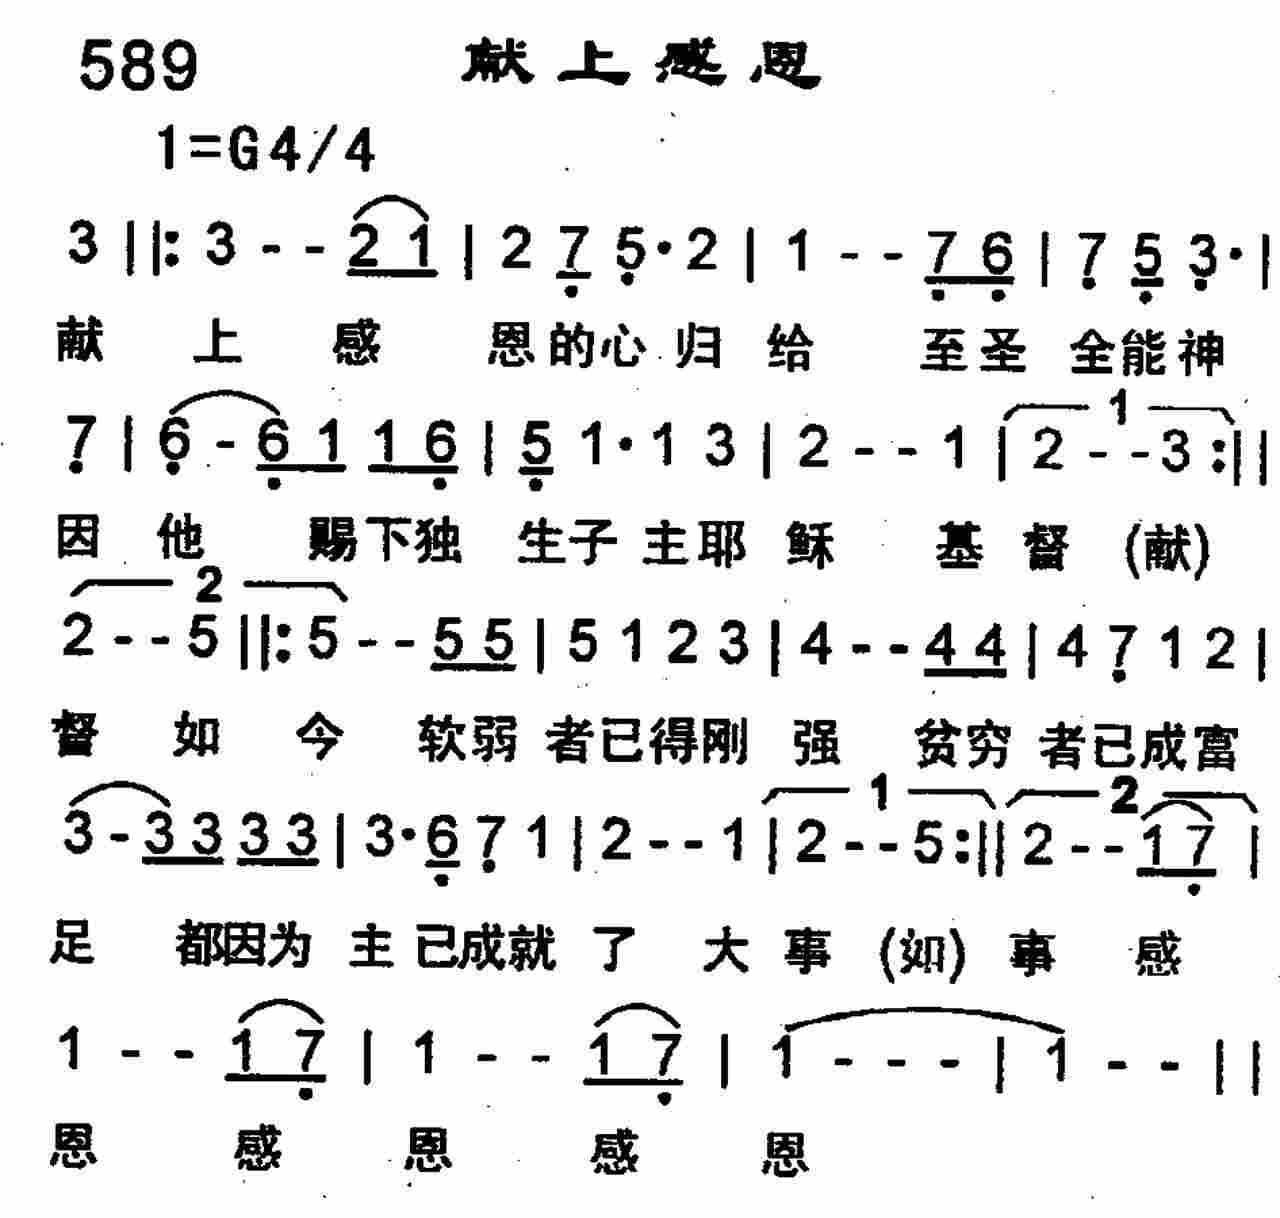 589 献上感恩
1=G4/4
3 ||: 3 - - 2 1 | 2 7 5· 2 | 1 - - 7 6 | 7 5 3· |
献 上 感 恩的心归 给 至圣 全能神
1
7 | 6 - 6 1 1 6 | 5 1· 1 3 | 2 - - 1 | 2 - - 3 :||
因 他 赐下独 生子主耶 稣 基 督 (献)
2
2 - - 5 ||: 5 - - 5 5 | 5 1 2 3 | 4 - - 4 4 | 4 7 1 2 |
督 如 今 软弱 者已得刚 强 贫穷 者已成富
1 2
3 - 3 3 3 3 | 3· 6 7 1 | 2 - - 1 | 2 - - 5 :|| 2 - - 1 7 |
足 都因为 主已成就 了 大 事 (如) 事 感
1 - - 1 7 | 1 - - 1 7 | 1 - - - | 1 - - ||
恩 感 恩 感 恩